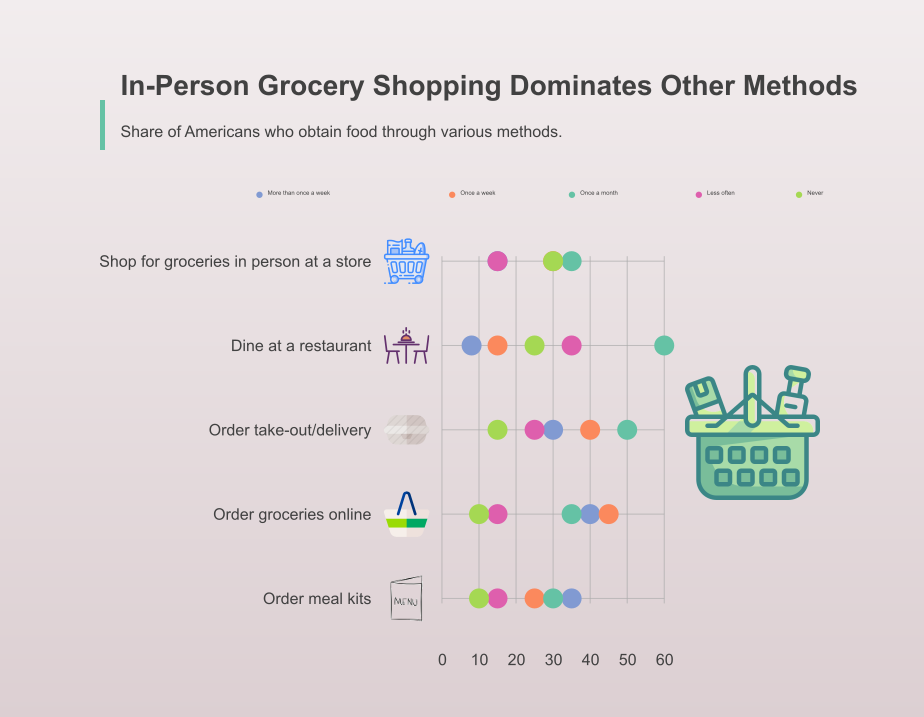 In-Person Grocery Shopping Dominates Other Methods
Share of Americans who obtain food through various methods.
More than once a week Once a week Once a month Less often Never
Shop for groceries in person at a store
Dine at a restaurant
Order take-out/delivery
Order groceries online
Order meal kits
MENU
0 10 20 30 40 50 60